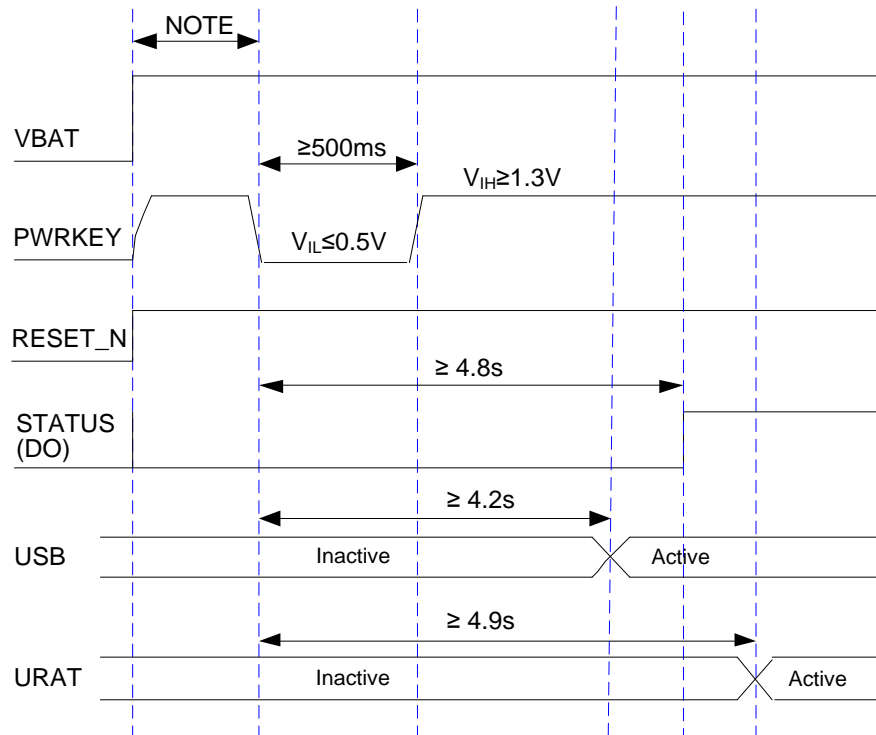 NOTE
VBAT
≥500ms
VIH≥1.3V
PWRKEY
VIL≤0.5V
RESET_N
≥ 4.8s
STATUS
(DO)
≥ 4.2s
USB
Inactive
Active
≥ 4.9s
URAT
Inactive
Active